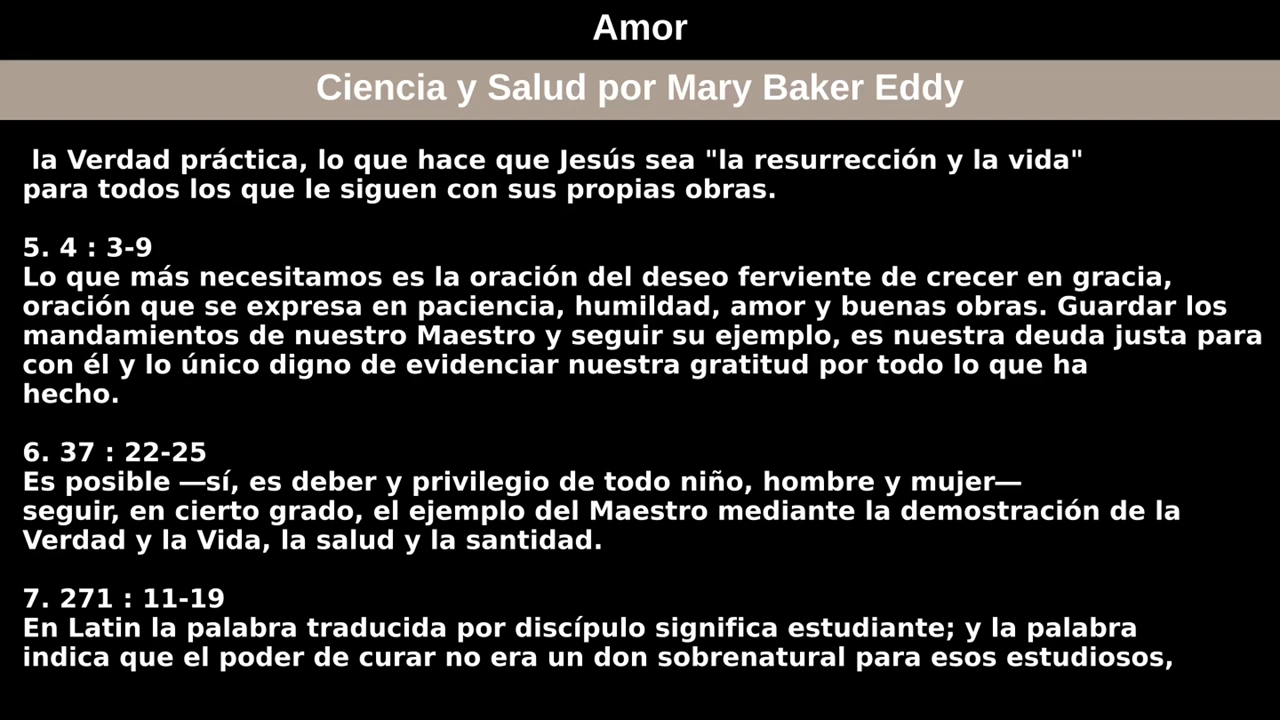 Amor
Ciencia y Salud por Mary Baker Eddy
la Verdad práctica, lo que hace que Jesús sea "la resurrección y la vida"
para todos los que le siguen con sus propias obras.
5. 4 : 3-9
Lo que más necesitamos es la oración del deseo ferviente de crecer en gracia,
oración que se expresa en paciencia, humildad, amor y buenas obras. Guardar los
mandamientos de nuestro Maestro y seguir su ejemplo, es nuestra deuda justa para
con él y lo único digno de evidenciar nuestra gratitud por todo lo que ha
hecho.
6. 37 : 22-25
Es posible —sí, es deber y privilegio de todo niño, hombre y mujer—
seguir, en cierto grado, el ejemplo del Maestro mediante la demostración de la
Verdad y la Vida, la salud y la santidad.
7. 271 : 11-19
En Latin la palabra traducida por discípulo significa estudiante; y la palabra
indica que el poder de curar no era un don sobrenatural para esos estudiosos,